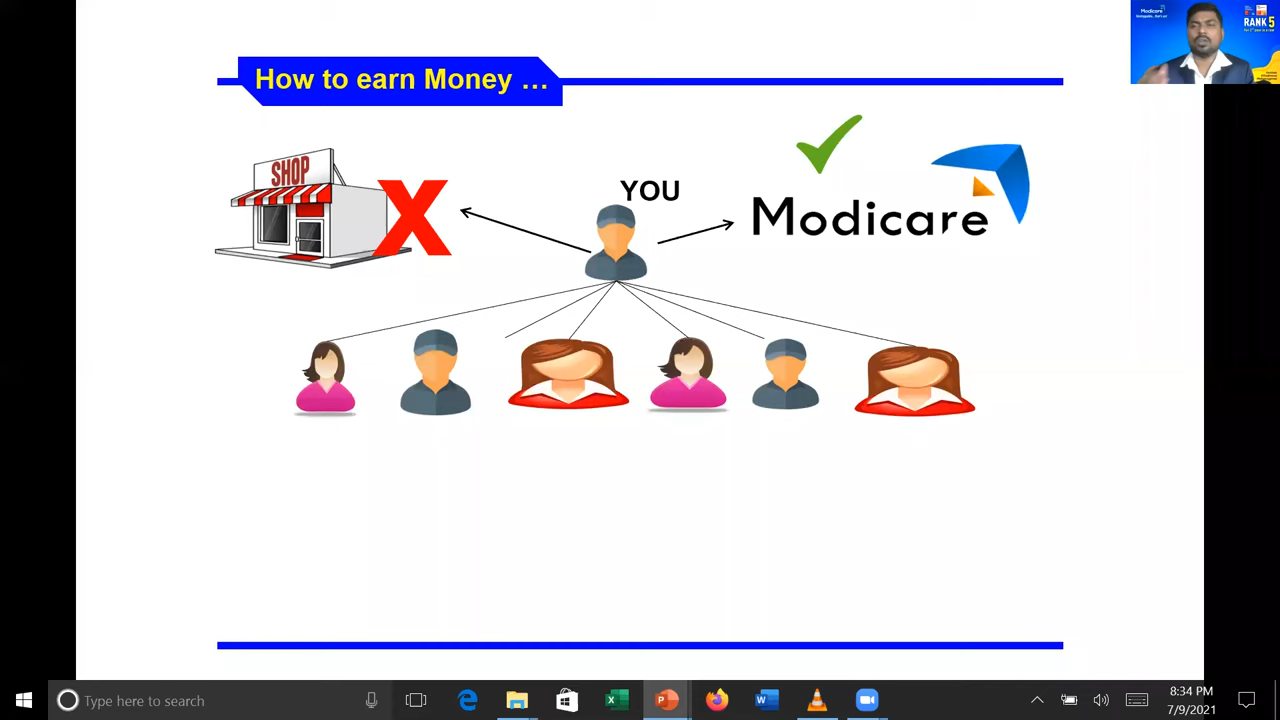 How to earn Money ...
SHOP
X
YOU
Modicare
Modicare
RANK 5
Type here to search
8:34 PM
7/9/2021